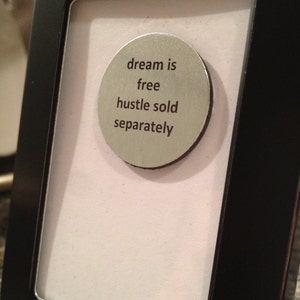 dream is
free
hustle sold
separately